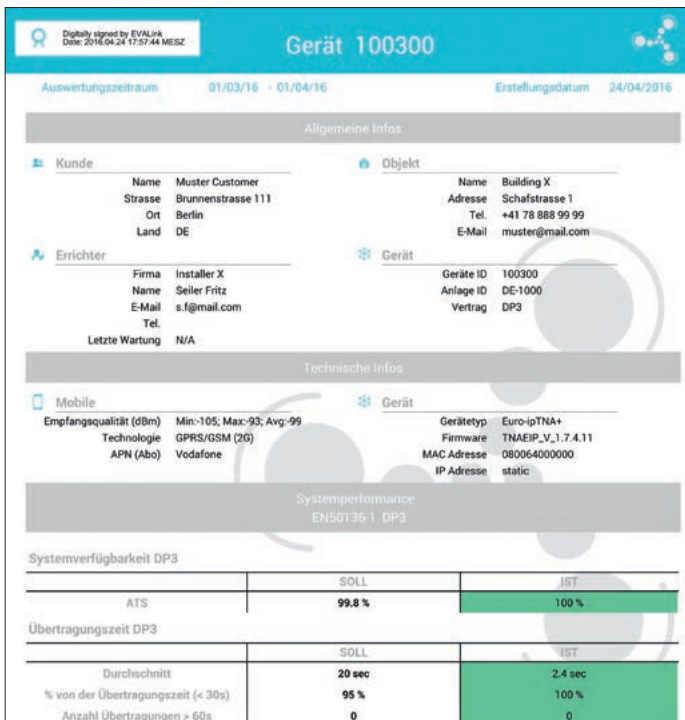 Digitally signed by EVALink
Date: 2016.04.24 17:57:44 MESZ
Gerät 100300
Auswertungszeitraum 01/03/16 - 01/04/16
Erstellungsdatum 24/04/2016
Allgemeine Infos
Kunde
Name Muster Customer
Strasse Brunnenstrasse 111
Ort Berlin
Land DE
Objekt
Name Building X
Adresse Schafstrasse 1
Tel. +41 78 888 99 99
E-Mail muster@mail.com
Errichter
Firma Installer X
Name Seiler Fritz
E-Mail s.f@mail.com
Tel.
Letzte Wartung N/A
Gerät
Geräte ID 100300
Anlage ID DE-1000
Vertrag DP3
Technische Infos
Mobile
Empfangsqualität (dBm) Min:-105; Max:-93; Avg:-99
Technologie GPRS/GSM (2G)
APN (Abo) Vodafone
Gerät
Gerätetyp Euro-ipTNA+
Firmware TNAEIP_V_1.7.4.11
MAC Adresse 080064000000
IP Adresse static
Systemperformance
EN50136-1 DP3
Systemverfügbarkeit DP3
SOLL IST
ATS 99.8 % 100 %
Übertragungszeit DP3
SOLL IST
Durchschnitt 20 sec 2.4 sec
% von der Übertragungszeit (< 30s) 95 % 100 %
Anzahl Übertragungen > 60s 0 0